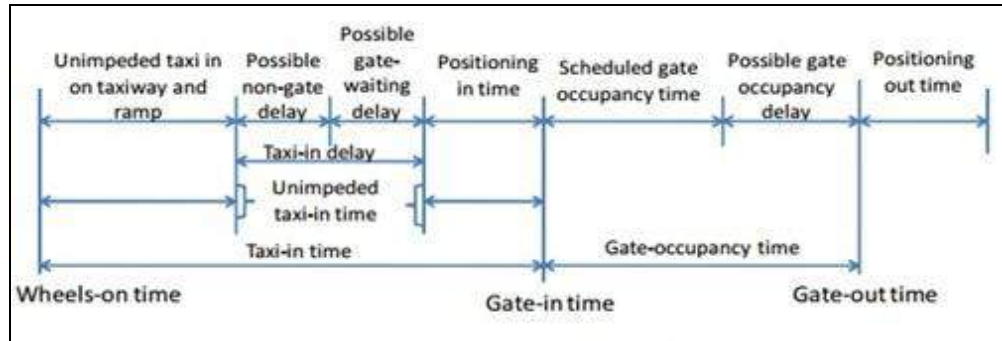 Unimpeded taxi in
on taxiway and
ramp
Possible
non-gate
delay
Possible
gate-
waiting
delay
Positioning
in time
Scheduled gate
occupancy time
Possible gate
occupancy
delay
Positioning
out time
Taxi-in delay
Unimpeded
taxi-in time
Taxi-in time
Gate-occupancy time
Wheels-on time
Gate-in time
Gate-out time